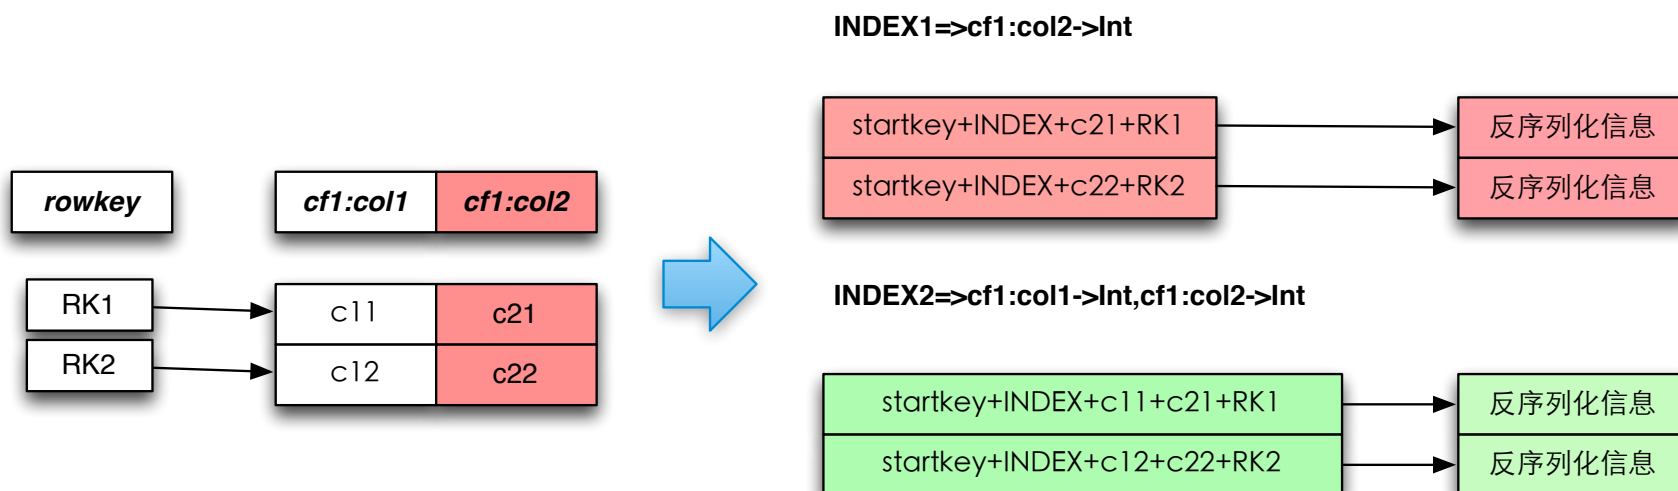 INDEX1=>cf1:col2->Int
startkey+INDEX+c21+RK1 反序列化信息
startkey+INDEX+c22+RK2 反序列化信息
rowkey cf1:col1 cf1:col2
RK1 c11 c21
RK2 c12 c22
INDEX2=>cf1:col1->Int,cf1:col2->Int
startkey+INDEX+c11+c21+RK1 反序列化信息
startkey+INDEX+c12+c22+RK2 反序列化信息